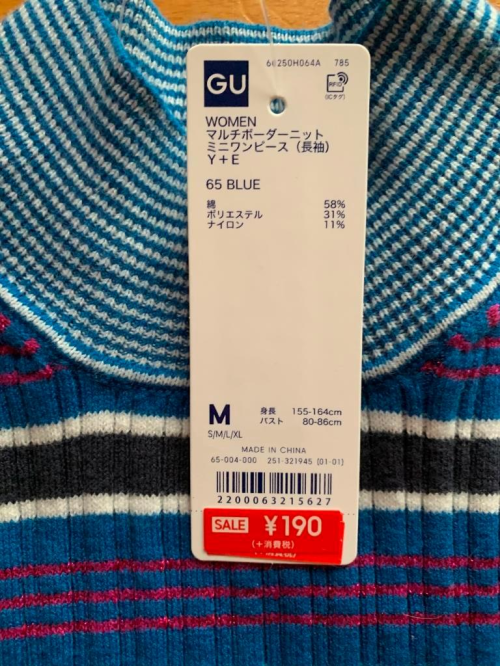 GU
66250H064A 785
RFID
(ICタグ)
WOMEN
マルチボーダーニット
ミニワンピース（長袖）
Y+E
65 BLUE
綿 58%
ポリエステル 31%
ナイロン 11%
M 身長 155-164cm
S/M/L/XL バスト 80-86cm
MADE IN CHINA
65-004-000 251-321945 (01-01)
2200063215627
SALE ¥190
(+消費税)